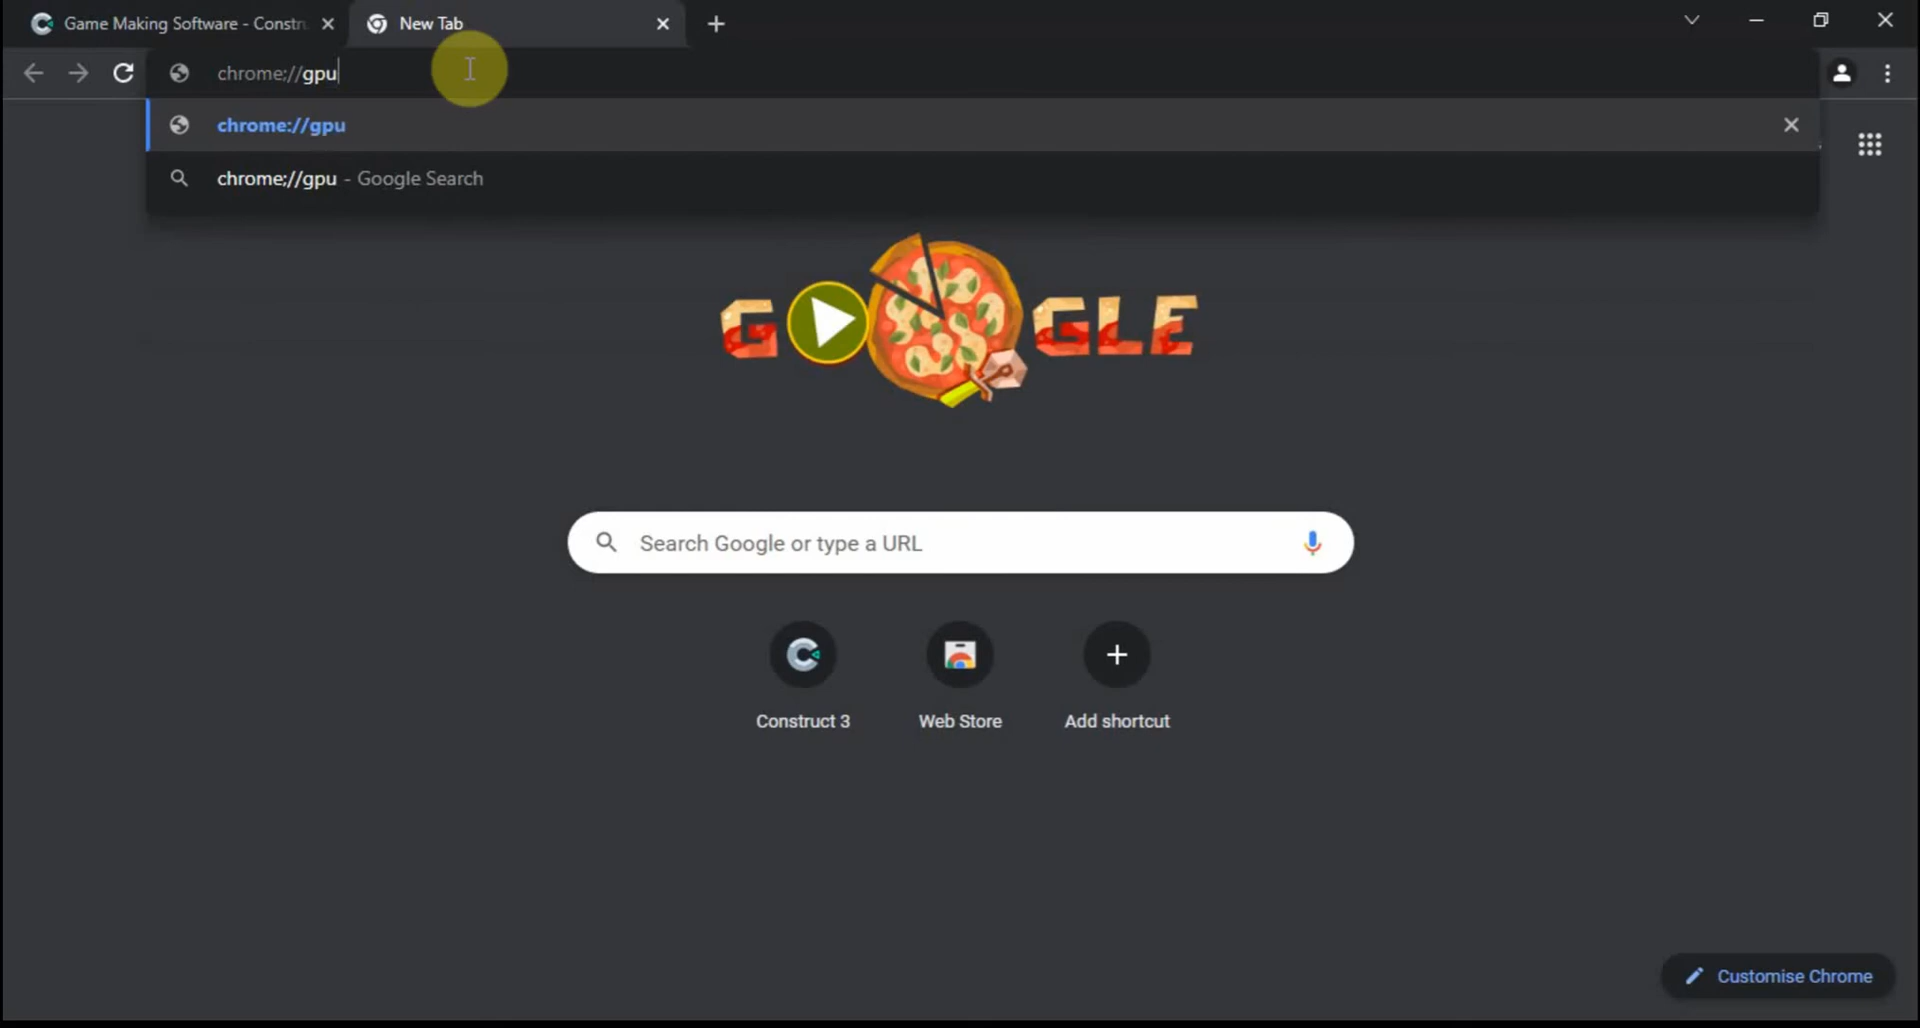 Game Making Software - Constr
New Tab
chrome;//gpu
chrome://gpu
chrome;//gpu - Google Search
GOOGLE
Search Google or type a URL
Construct 3
Web Store
Add shortcut
Customise Chrome